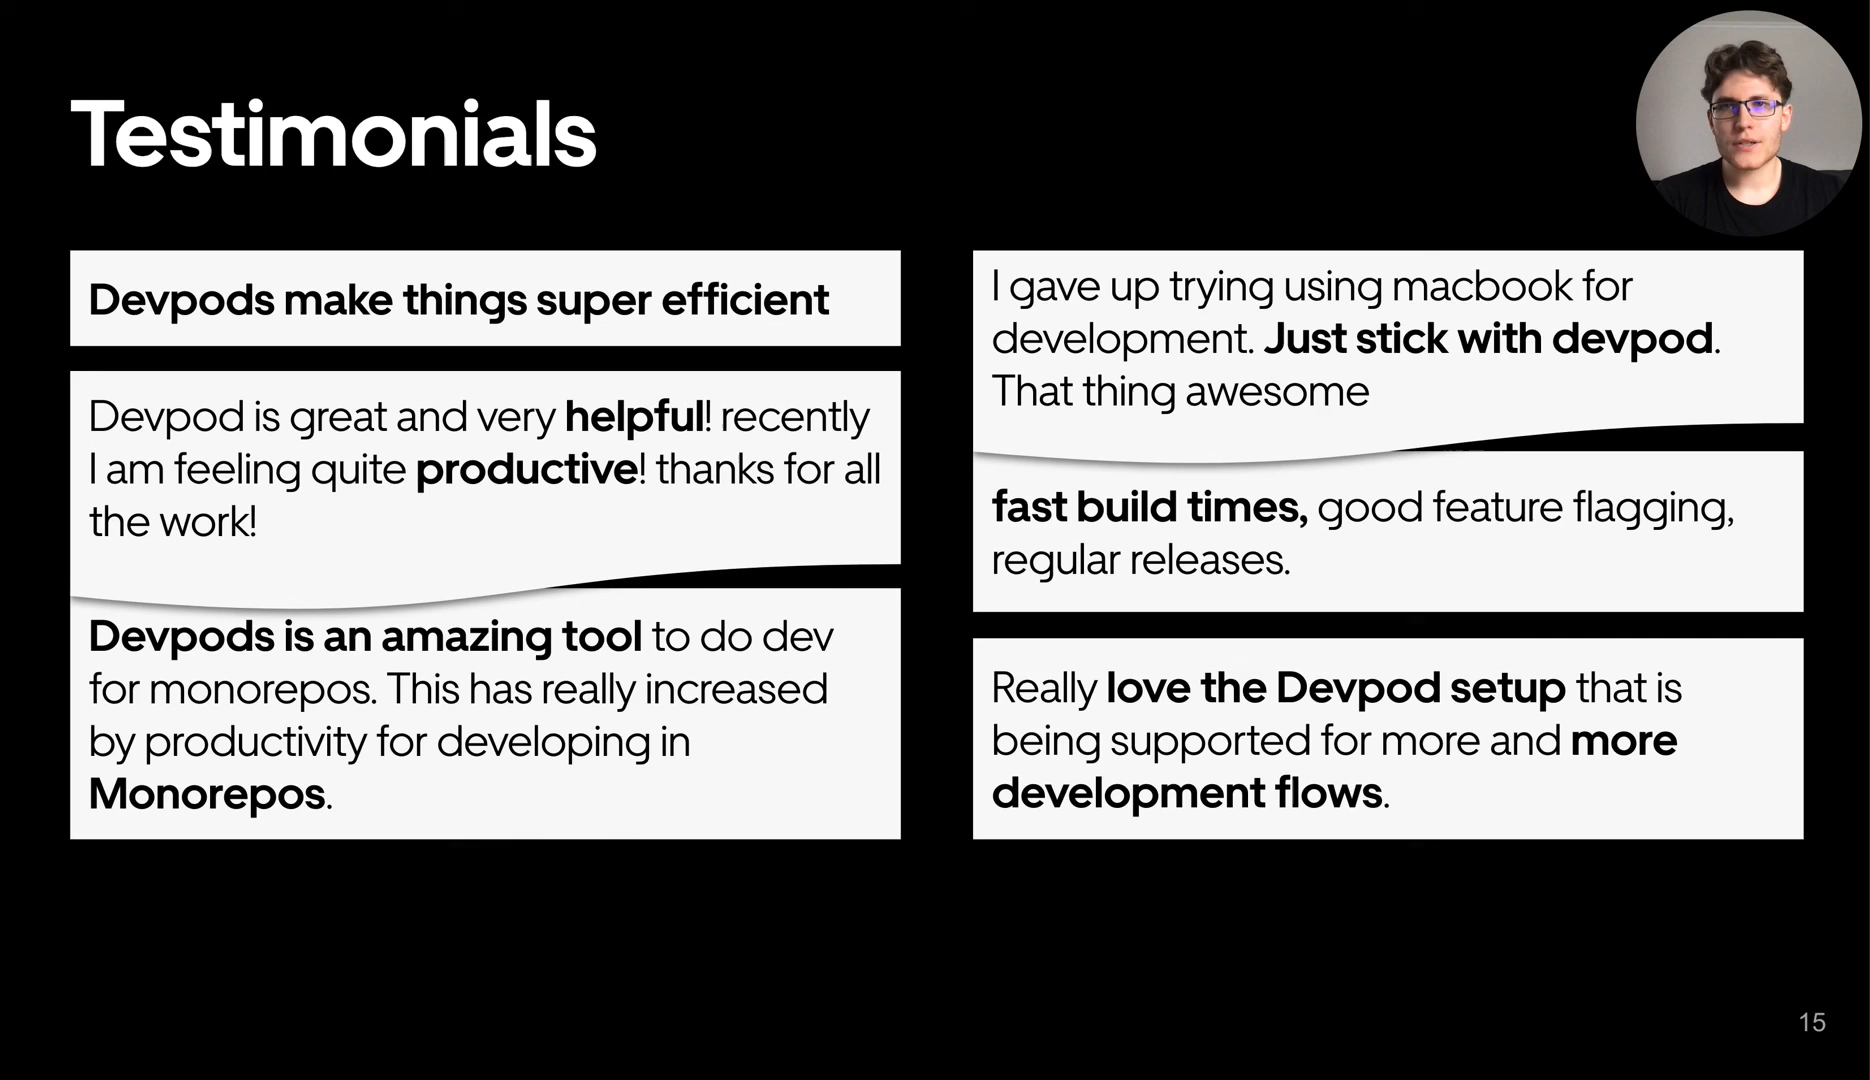 Testimonials
Devpods make things super efficient
Devpod is great and very helpful! recently
I am feeling quite productive! thanks for all
the work!
Devpods is an amazing tool to do dev
for monorepos. This has really increased
by productivity for developing in
Monorepos.
I gave up trying using macbook for
development. Just stick with devpod.
That thing awesome
fast build times, good feature flagging,
regular releases.
Really love the Devpod setup that is
being supported for more and more
development flows.
15